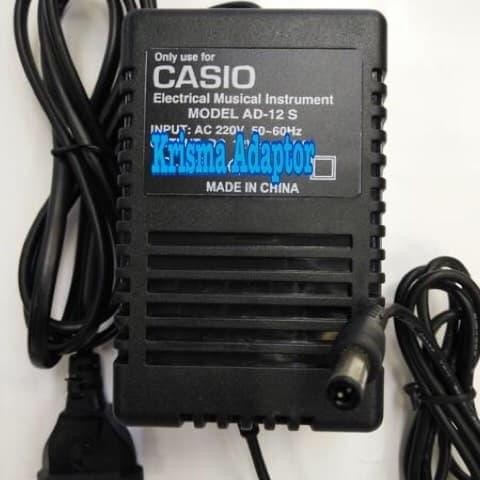 Only use for
CASIO
Electrical Musical Instrument
MODEL AD-12 S
INPUT: AC 220V 50~60Hz
Krisma Adaptor
MADE IN CHINA